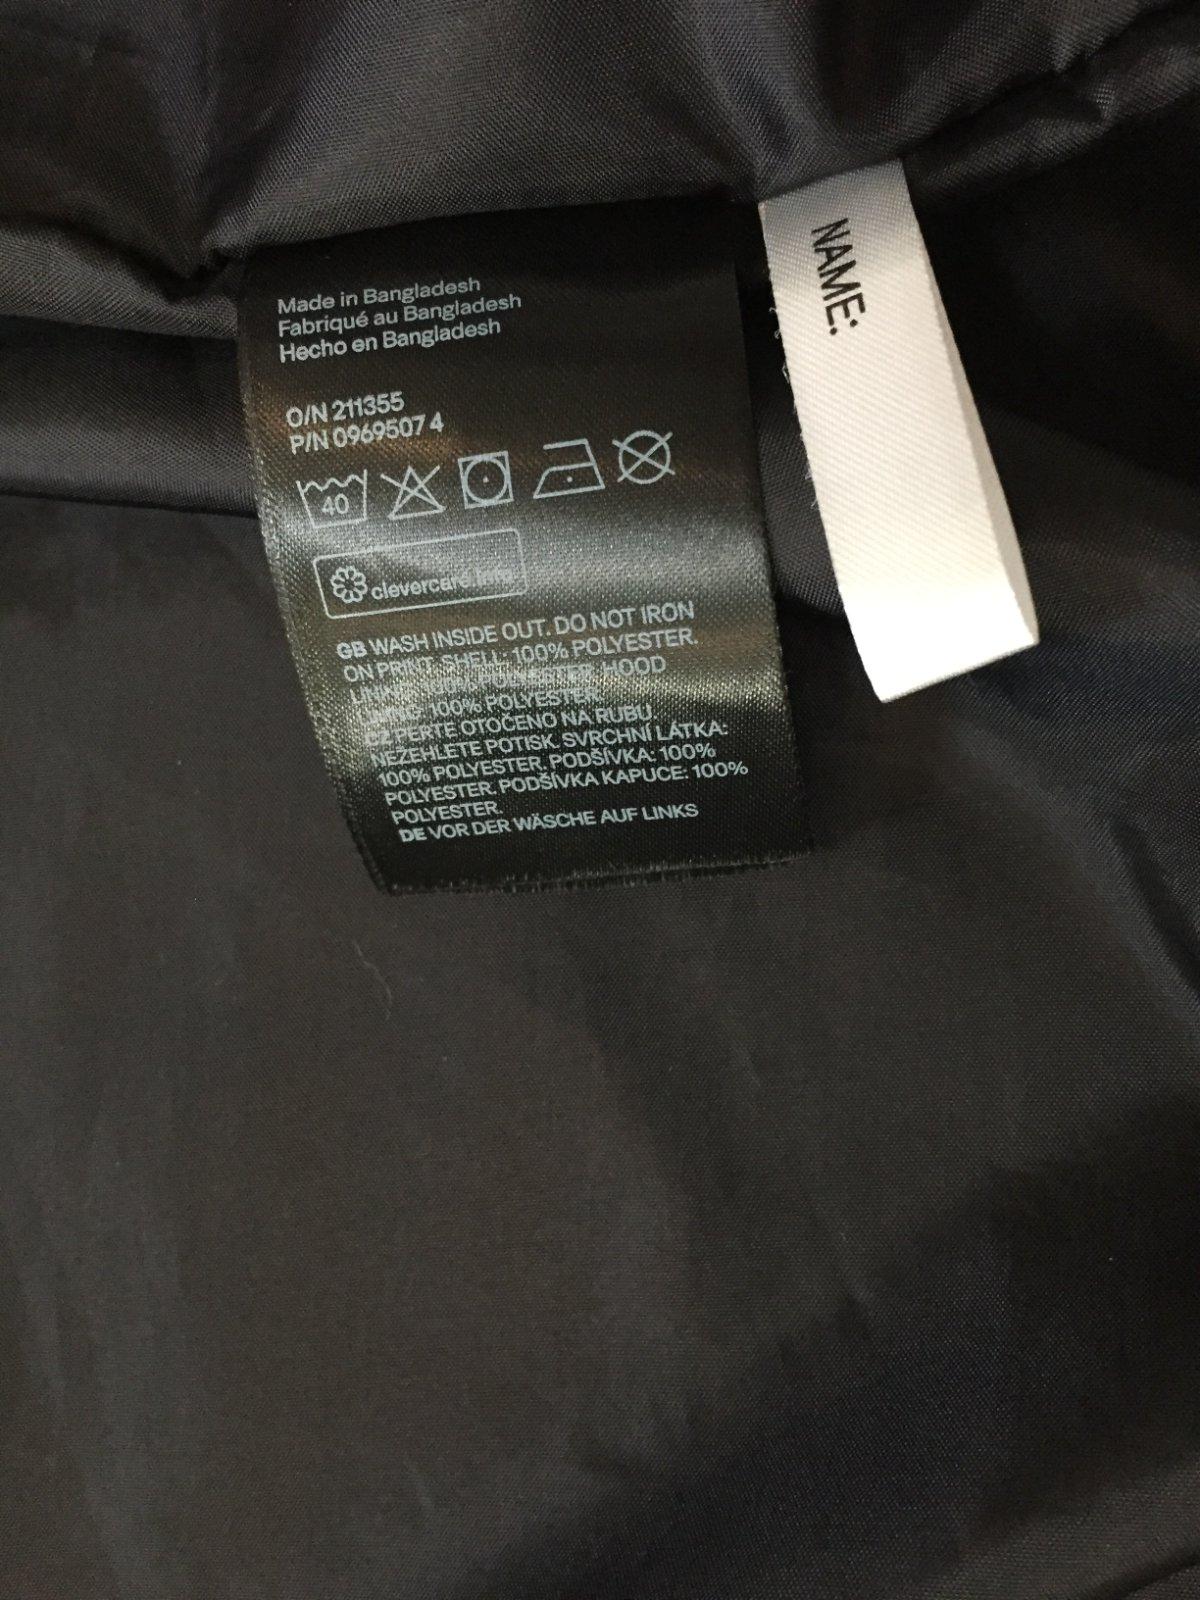 Made in Bangladesh
Fabriqué au Bangladesh
Hecho en Bangladesh
O/N 211355
P/N 0969507 4
40
clevercare.info
GB WASH INSIDE OUT. DO NOT IRON
ON PRINT. SHELL: 100% POLYESTER.
LINING: 100% POLYESTER. HOOD
LINING: 100% POLYESTER.
CZ PERTE OTOČENO NA RUBU.
NEŽEHLETE POTISK. SVRCHNÍ LÁTKA:
100% POLYESTER. PODŠÍVKA: 100%
POLYESTER. PODŠÍVKA KAPUCE: 100%
POLYESTER.
DE VOR DER WÄSCHE AUF LINKS
NAME: